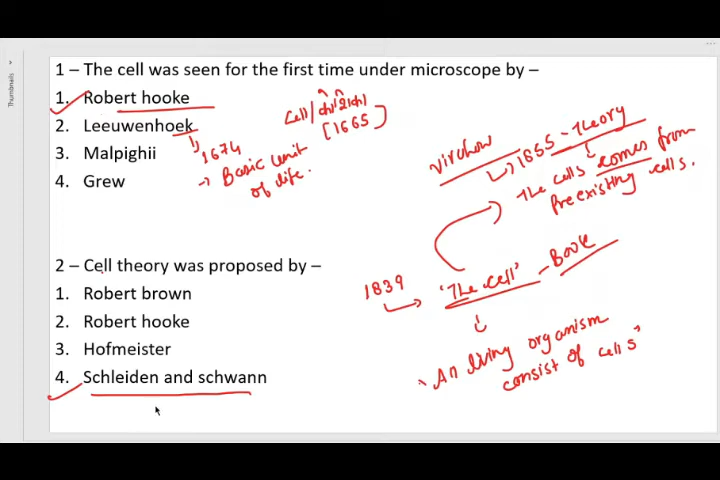 Thumbnails
1 – The cell was seen for the first time under microscope by –
1. Robert hooke
2. Leeuwenhoek
3. Malpighii
4. Grew
Cell/कोशिका
[1665]
1674
→ Basic unit
of life.
Virchow
1855 - Theory
The cells comes from
Preexisting cells.
2 – Cell theory was proposed by –
1. Robert brown
2. Robert hooke
3. Hofmeister
4. Schleiden and schwann
1839
'The cell' - Book
'An living organism
consist of cells'